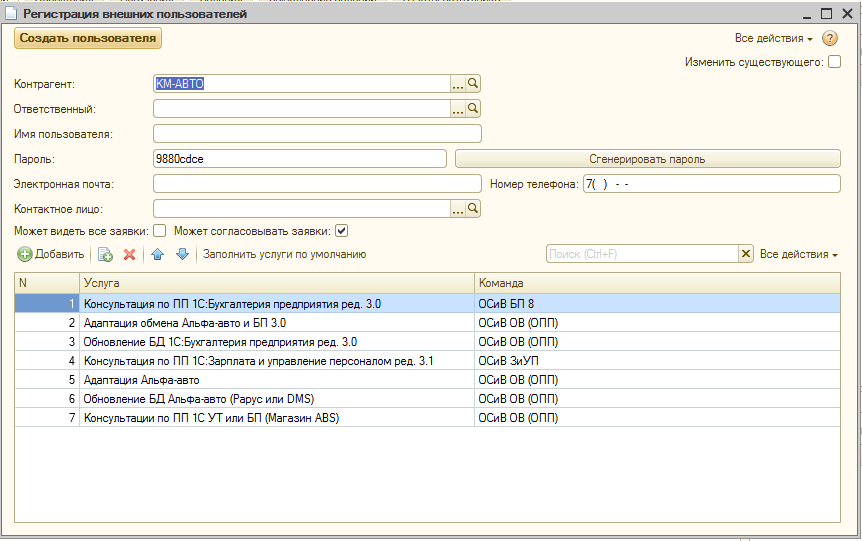 Регистрация внешних пользователей
Создать пользователя
Все действия
?
Изменить существующего:
Контрагент: КМ-АВТО ...
Ответственный: ...
Имя пользователя:
Пароль: 9880cdce Сгенерировать пароль
Электронная почта: Номер телефона: 7( ) - -
Контактное лицо: ...
Может видеть все заявки: Может согласовывать заявки:
Добавить Заполнить услуги по умолчанию Поиск (Ctrl+F) Все действия
N Услуга Команда
1 Консультация по ПП 1С:Бухгалтерия предприятия ред. 3.0 ОСиВ БП 8
2 Адаптация обмена Альфа-авто и БП 3.0 ОСиВ ОВ (ОПП)
3 Обновление БД 1С:Бухгалтерия предприятия ред. 3.0 ОСиВ ОВ (ОПП)
4 Консультация по ПП 1С:Зарплата и управление персоналом ред. 3.1 ОСиВ ЗиУП
5 Адаптация Альфа-авто ОСиВ ОВ (ОПП)
6 Обновление БД Альфа-авто (Рарус или DMS) ОСиВ ОВ (ОПП)
7 Консультации по ПП 1С УТ или БП (Магазин ABS) ОСиВ ОВ (ОПП)